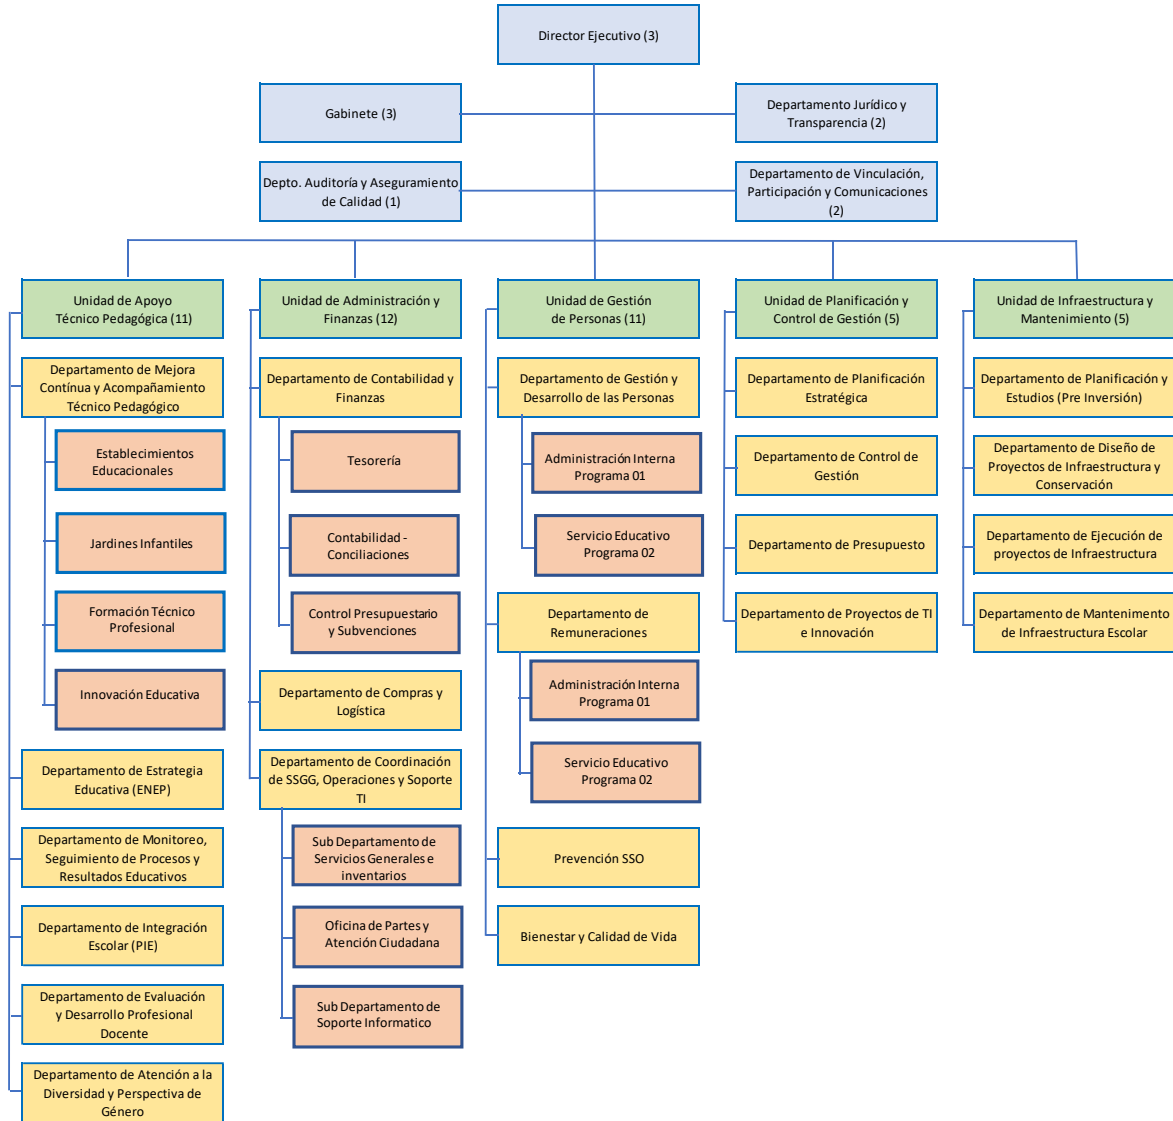 Director Ejecutivo (3)
Gabinete (3)
Departamento Jurídico y
Transparencia (2)
Depto. Auditoría y Aseguramiento
de Calidad (1)
Departamento de Vinculación,
Participación y Comunicaciones
(2)
Unidad de Apoyo
Técnico Pedagógica (11)
Departamento de Mejora
Contínua y Acompañamiento
Técnico Pedagógico
Establecimientos
Educacionales
Jardines Infantiles
Formación Técnico
Profesional
Innovación Educativa
Departamento de Estrategia
Educativa (ENEP)
Departamento de Monitoreo,
Seguimiento de Procesos y
Resultados Educativos
Departamento de Integración
Escolar (PIE)
Departamento de Evaluación
y Desarrollo Profesional
Docente
Departamento de Atención a la
Diversidad y Perspectiva de
Género
Unidad de Administración y
Finanzas (12)
Departamento de Contabilidad y
Finanzas
Tesorería
Contabilidad -
Conciliaciones
Control Presupuestario
y Subvenciones
Departamento de Compras y
Logística
Departamento de Coordinación
de SSGG, Operaciones y Soporte
TI
Sub Departamento de
Servicios Generales e
inventarios
Oficina de Partes y
Atención Ciudadana
Sub Departamento de
Soporte Informatico
Unidad de Gestión
de Personas (11)
Departamento de Gestión y
Desarrollo de las Personas
Administración Interna
Programa 01
Servicio Educativo
Programa 02
Departamento de
Remuneraciones
Administración Interna
Programa 01
Servicio Educativo
Programa 02
Prevención SSO
Bienestar y Calidad de Vida
Unidad de Planificación y
Control de Gestión (5)
Departamento de Planificación
Estratégica
Departamento de Control de
Gestión
Departamento de Presupuesto
Departamento de Proyectos de TI
e Innovación
Unidad de Infraestructura y
Mantenimiento (5)
Departamento de Planificación y
Estudios (Pre Inversión)
Departamento de Diseño de
Proyectos de Infraestructura y
Conservación
Departamento de Ejecución de
proyectos de Infraestructura
Departamento de Mantenimento
de Infraestructura Escolar